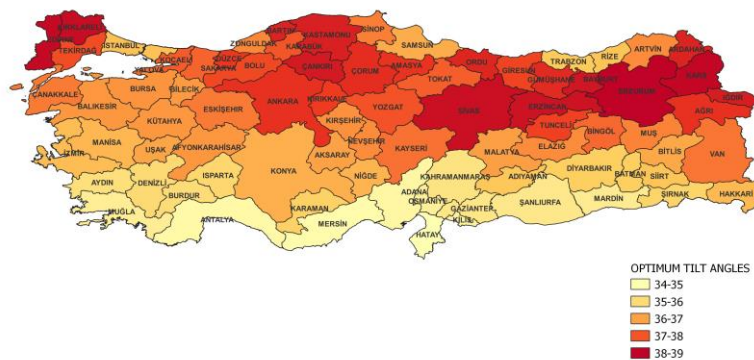 KIRKLARELİ
TEKİRDAĞ
İSTANBUL
KOCAELİ
YALOVA
SAKARYA
DÜZCE
ZONGULDAK
BARTIN
KARABÜK
KASTAMONU
SİNOP
SAMSUN
ORDU
GİRESUN
TRABZON
RİZE
ARTVİN
ARDAHAN
BOLU
ÇANKIRI
ÇORUM
AMASYA
TOKAT
GÜMÜŞHANE
BAYBURT
ERZURUM
KARS
IĞDIR
ÇANAKKALE
BALIKESİR
BURSA
BİLECİK
ESKİŞEHİR
ANKARA
KIRIKKALE
YOZGAT
SİVAS
ERZİNCAN
TUNCELİ
BİNGÖL
MUŞ
AĞRI
KÜTAHYA
KIRŞEHİR
NEVŞEHİR
KAYSERİ
MALATYA
ELAZIĞ
BİTLİS
VAN
MANİSA
İZMİR
UŞAK
AFYONKARAHİSAR
KONYA
AKSARAY
NİĞDE
KAHRAMANMARAŞ
ADIYAMAN
DİYARBAKIR
BATMAN
SİİRT
ŞIRNAK
HAKKARİ
AYDIN
DENİZLİ
ISPARTA
BURDUR
MUĞLA
ANTALYA
KARAMAN
MERSİN
ADANA
OSMANİYE
GAZİANTEP
KİLİS
ŞANLIURFA
MARDİN
HATAY
OPTIMUM TILT ANGLES
34-35
35-36
36-37
37-38
38-39